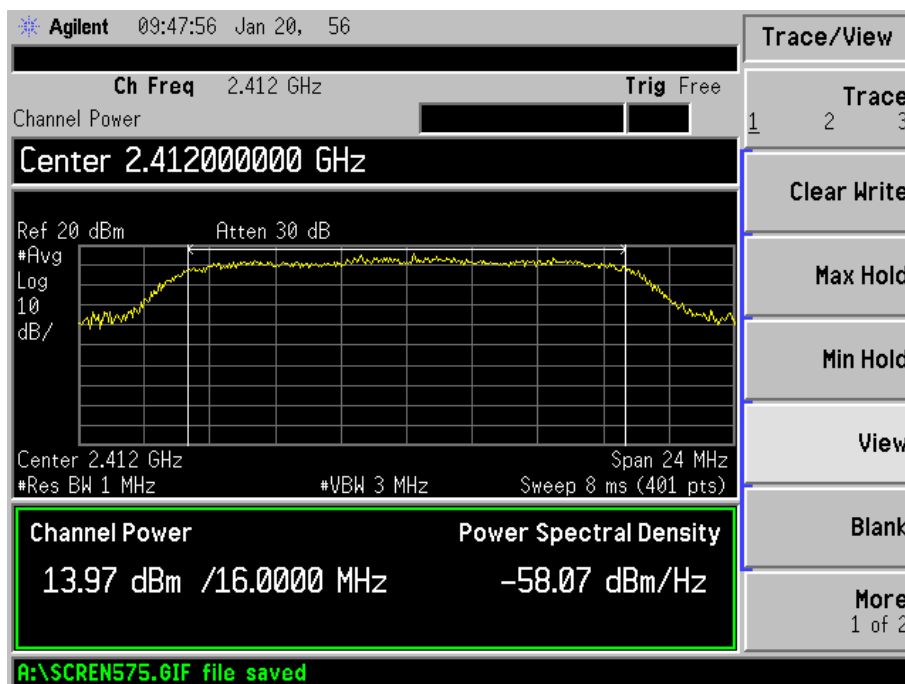 Agilent 09:47:56 Jan 20, 56
Ch Freq 2.412 GHz Trig Free
Channel Power
Center 2.412000000 GHz
Ref 20 dBm Atten 30 dB
#Avg
Log
10
dB/
Center 2.412 GHz Span 24 MHz
#Res BW 1 MHz #VBW 3 MHz Sweep 8 ms (401 pts)
Channel Power Power Spectral Density
13.97 dBm /16.0000 MHz -58.07 dBm/Hz
A:\SCREN575.GIF file saved
Trace/View
Trace
1 2 3
Clear Write
Max Hold
Min Hold
View
Blank
More
1 of 2